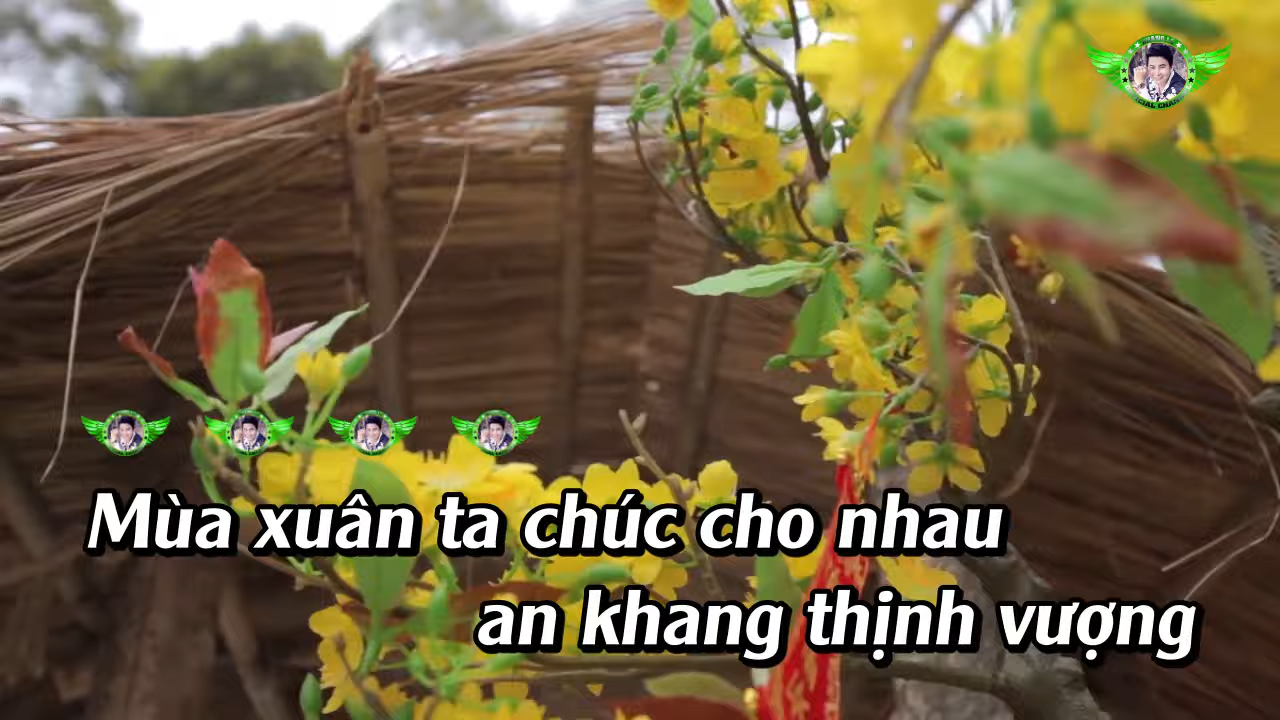 Mùa xuân ta chúc cho nhau
an khang thịnh vượng